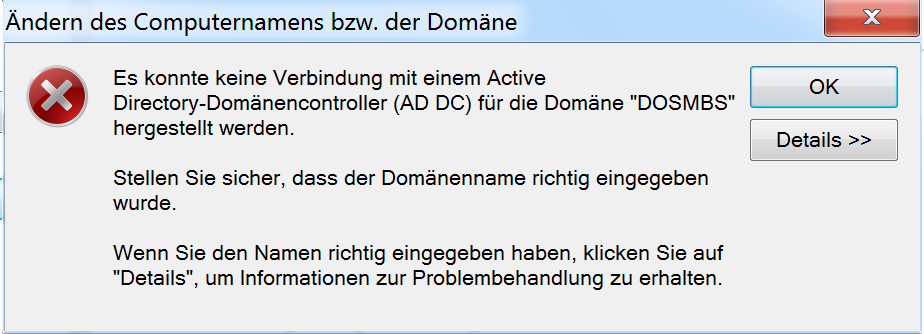 Ändern des Computernamens bzw. der Domäne
Es konnte keine Verbindung mit einem Active
Directory-Domänencontroller (AD DC) für die Domäne "DOSMBS"
hergestellt werden.
Stellen Sie sicher, dass der Domänenname richtig eingegeben
wurde.
Wenn Sie den Namen richtig eingegeben haben, klicken Sie auf
"Details", um Informationen zur Problembehandlung zu erhalten.
OK
Details >>